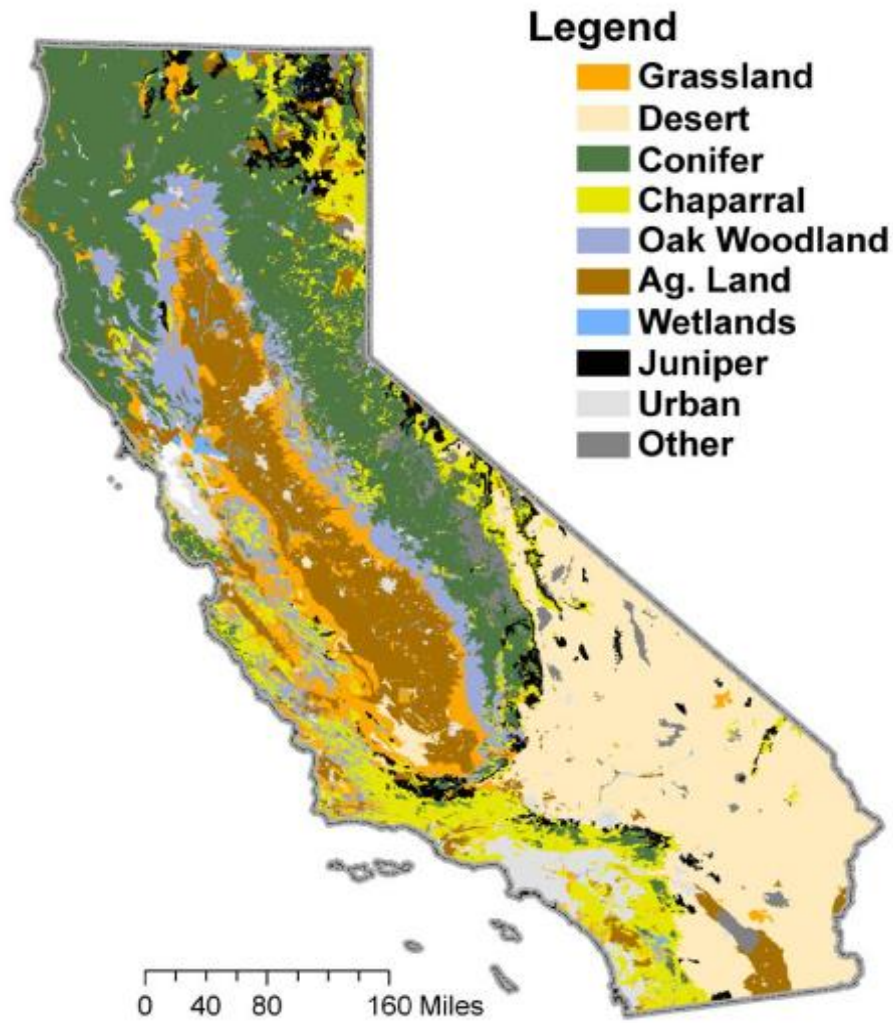 Legend
Grassland
Desert
Conifer
Chaparral
Oak Woodland
Ag. Land
Wetlands
Juniper
Urban
Other
0 40 80 160 Miles